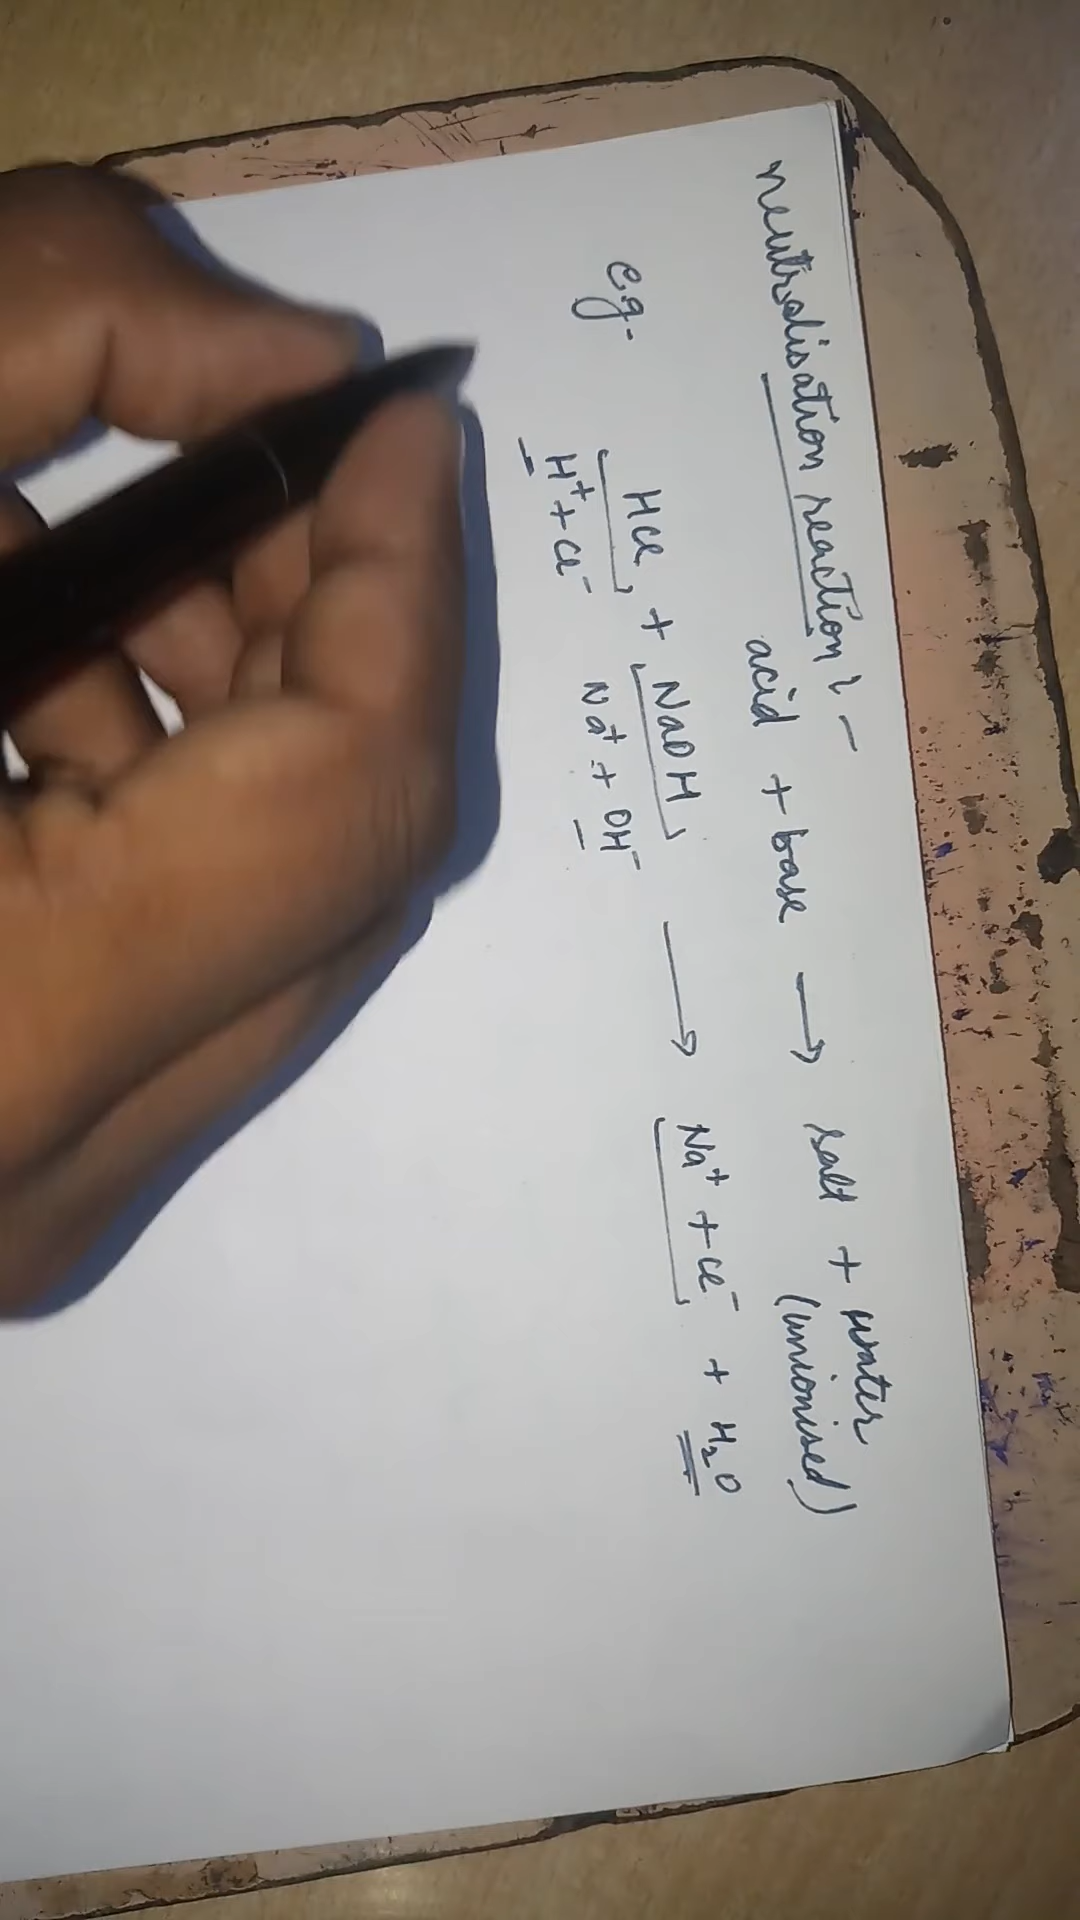 neutralisation reaction :-
acid + base → salt + water
(unionised)
e.g. HCl + NaOH → Na⁺ + Cl⁻ + H₂O
H⁺ + Cl⁻ Na⁺ + OH⁻